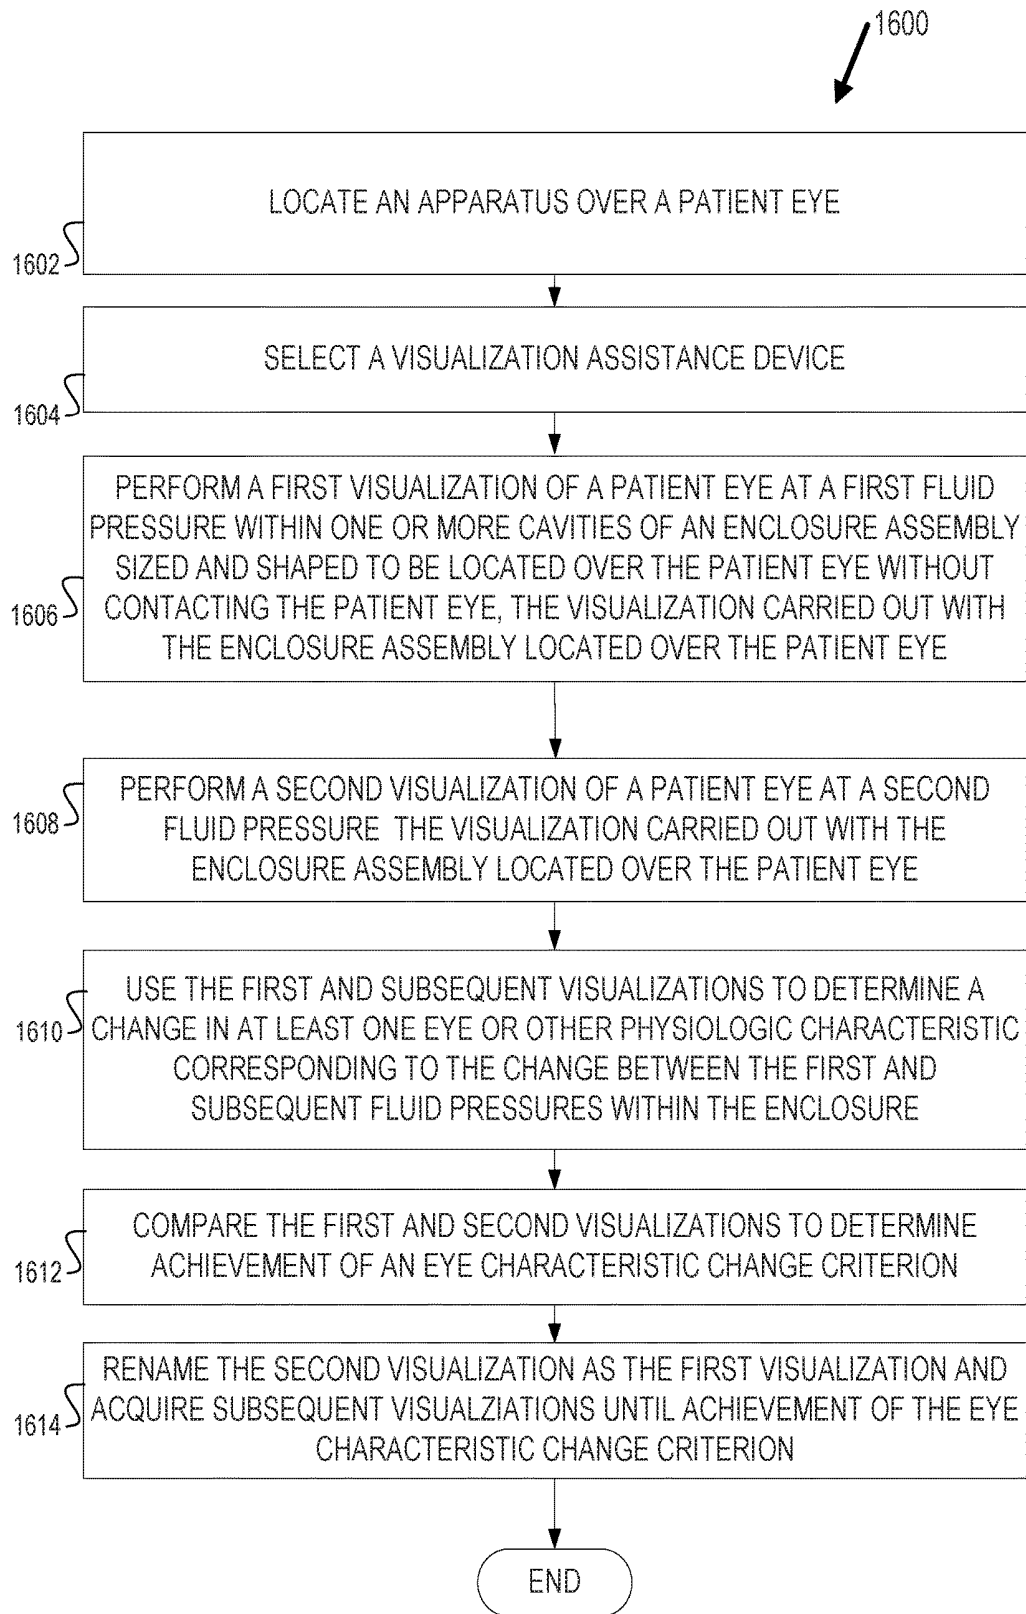 1600
LOCATE AN APPARATUS OVER A PATIENT EYE
1602
SELECT A VISUALIZATION ASSISTANCE DEVICE
1604
PERFORM A FIRST VISUALIZATION OF A PATIENT EYE AT A FIRST FLUID
PRESSURE WITHIN ONE OR MORE CAVITIES OF AN ENCLOSURE ASSEMBLY
SIZED AND SHAPED TO BE LOCATED OVER THE PATIENT EYE WITHOUT
CONTACTING THE PATIENT EYE, THE VISUALIZATION CARRIED OUT WITH
THE ENCLOSURE ASSEMBLY LOCATED OVER THE PATIENT EYE
1606
PERFORM A SECOND VISUALIZATION OF A PATIENT EYE AT A SECOND
FLUID PRESSURE THE VISUALIZATION CARRIED OUT WITH THE
ENCLOSURE ASSEMBLY LOCATED OVER THE PATIENT EYE
1608
USE THE FIRST AND SUBSEQUENT VISUALIZATIONS TO DETERMINE A
CHANGE IN AT LEAST ONE EYE OR OTHER PHYSIOLOGIC CHARACTERISTIC
CORRESPONDING TO THE CHANGE BETWEEN THE FIRST AND
SUBSEQUENT FLUID PRESSURES WITHIN THE ENCLOSURE
1610
COMPARE THE FIRST AND SECOND VISUALIZATIONS TO DETERMINE
ACHIEVEMENT OF AN EYE CHARACTERISTIC CHANGE CRITERION
1612
RENAME THE SECOND VISUALIZATION AS THE FIRST VISUALIZATION AND
ACQUIRE SUBSEQUENT VISUALZIATIONS UNTIL ACHIEVEMENT OF THE EYE
CHARACTERISTIC CHANGE CRITERION
1614
END